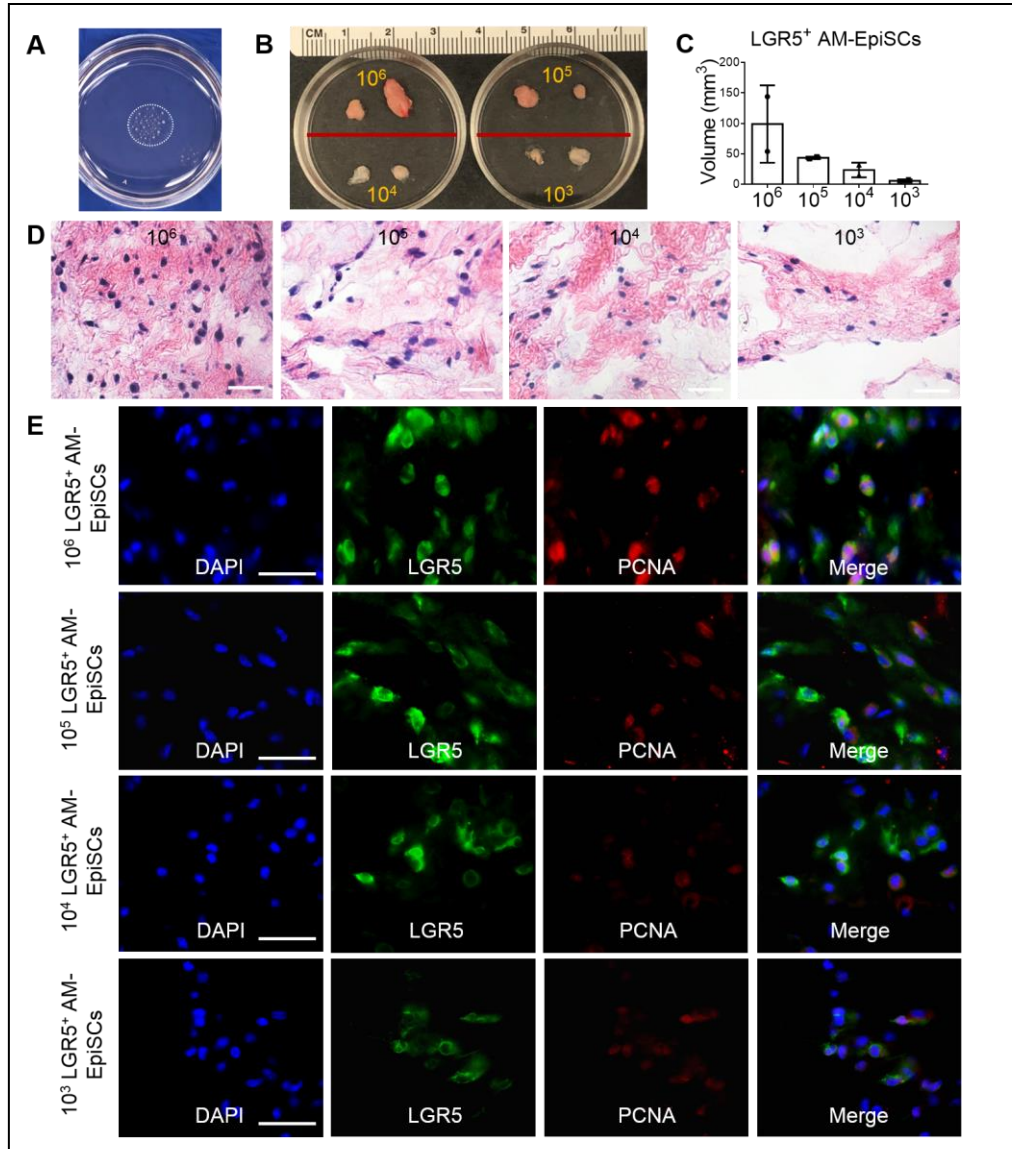 A
B
CM 1 2 3 4 5 6 7
10⁶
10⁵
10⁴
10³
C
LGR5⁺ AM-EpiSCs
Volume (mm³)
200
150
100
50
0
10⁶ 10⁵ 10⁴ 10³
D
10⁶
10⁵
10⁴
10³
E
10⁶ LGR5⁺ AM-
EpiSCs
DAPI
LGR5
PCNA
Merge
10⁵ LGR5⁺ AM-
EpiSCs
DAPI
LGR5
PCNA
Merge
10⁴ LGR5⁺ AM-
EpiSCs
DAPI
LGR5
PCNA
Merge
10³ LGR5⁺ AM-
EpiSCs
DAPI
LGR5
PCNA
Merge